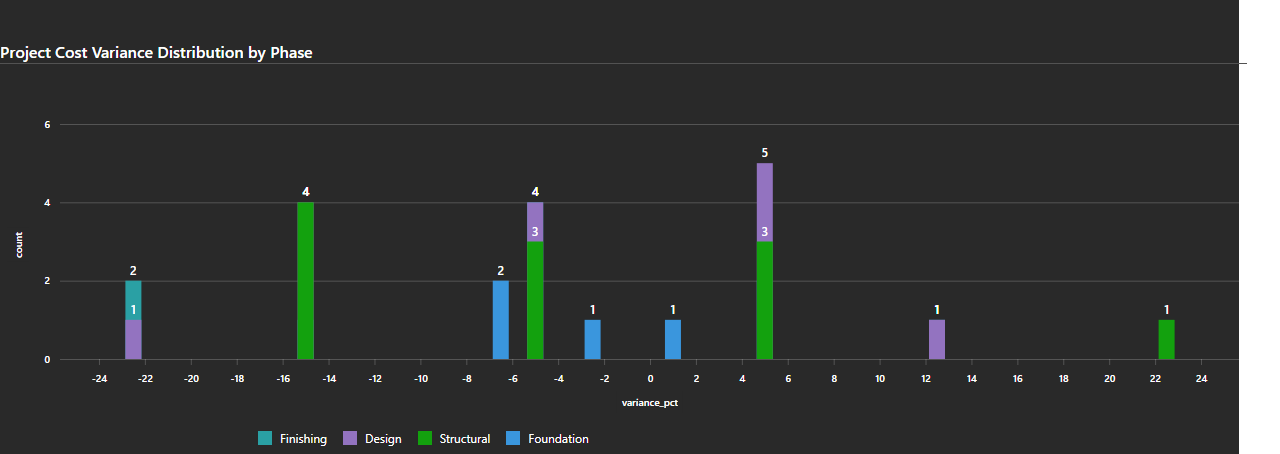 Project Cost Variance Distribution by Phase
6
5
4 4 4
3 3
2 2 2
1 1 1 1 1
0
count
-24 -22 -20 -18 -16 -14 -12 -10 -8 -6 -4 -2 0 2 4 6 8 10 12 14 16 18 20 22 24
variance_pct
Finishing Design Structural Foundation